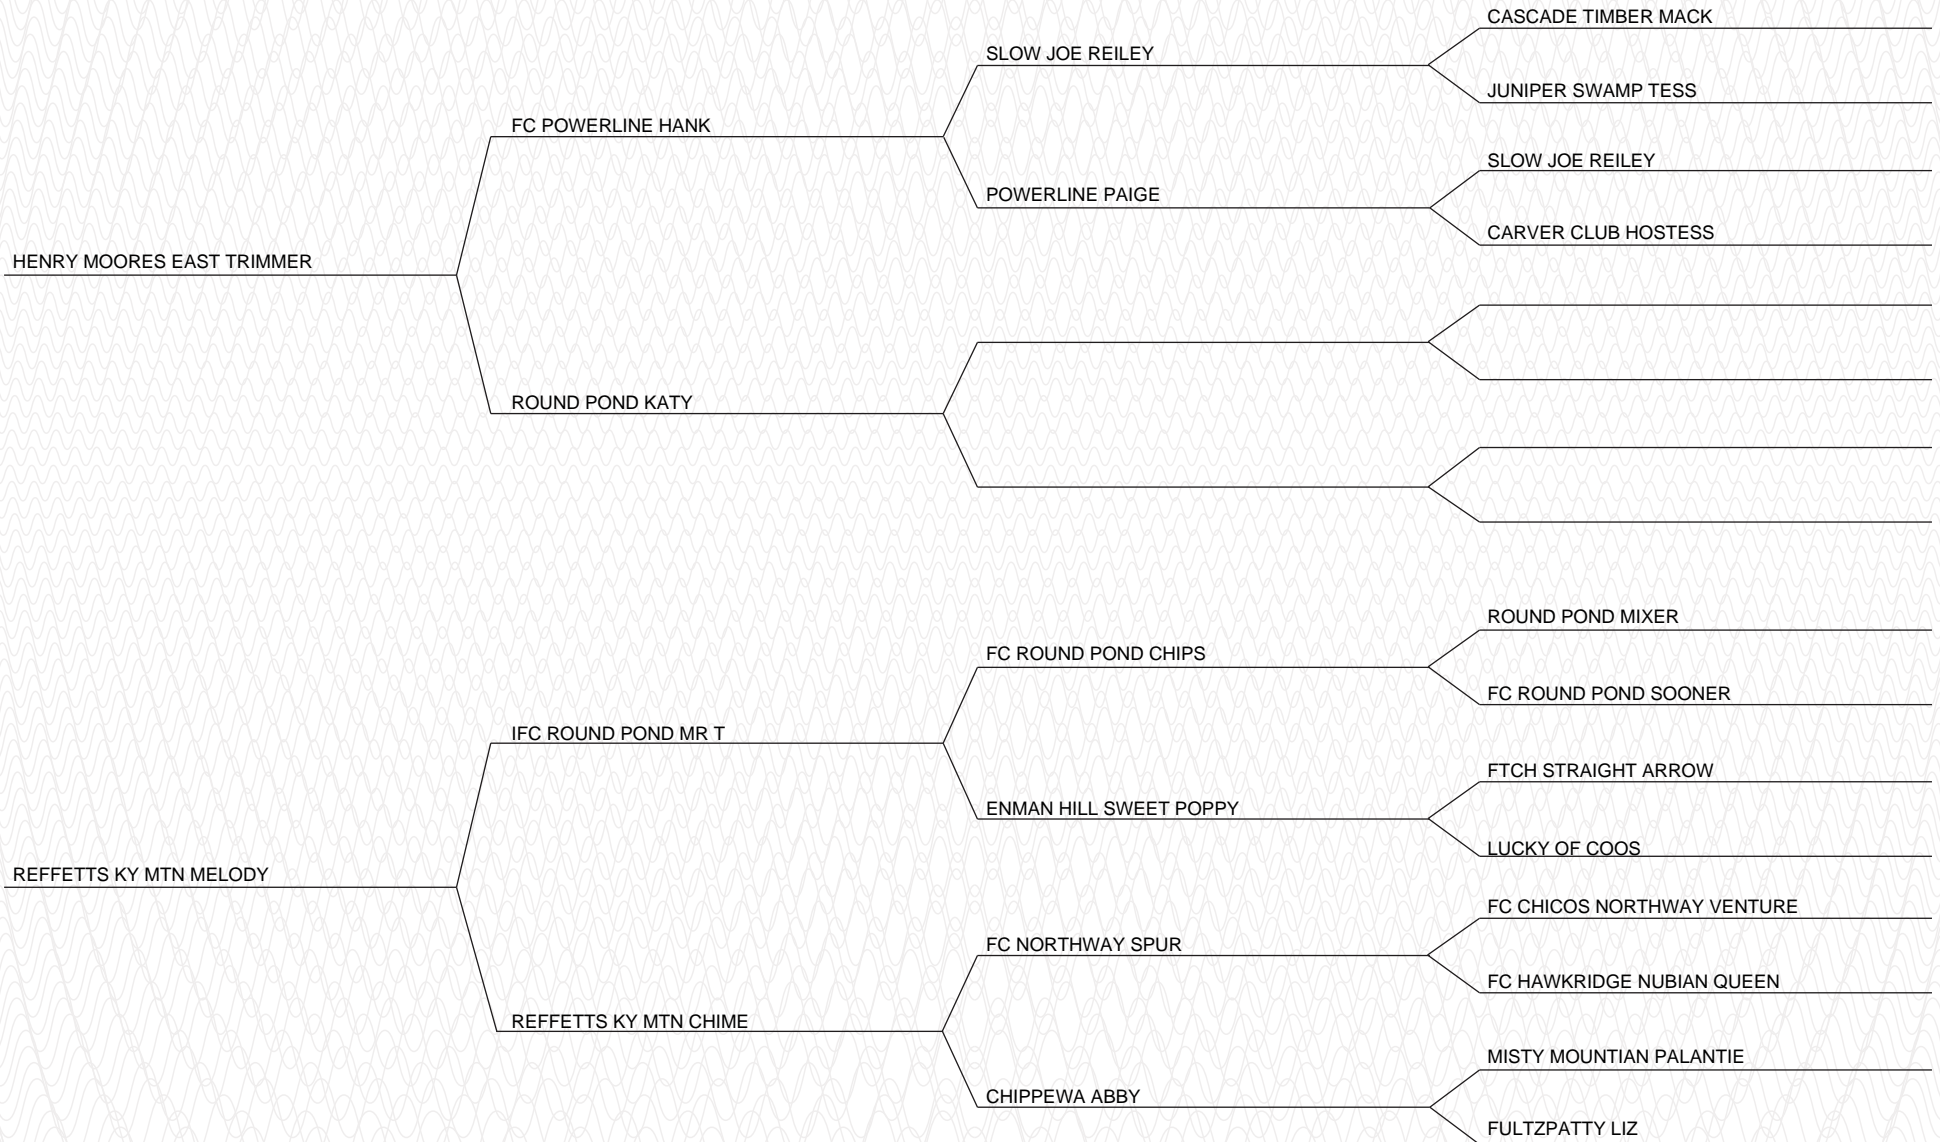 CASCADE TIMBER MACK
SLOW JOE REILEY
JUNIPER SWAMP TESS
FC POWERLINE HANK
SLOW JOE REILEY
POWERLINE PAIGE
CARVER CLUB HOSTESS
HENRY MOORES EAST TRIMMER
ROUND POND KATY
ROUND POND MIXER
FC ROUND POND CHIPS
FC ROUND POND SOONER
IFC ROUND POND MR T
FTCH STRAIGHT ARROW
ENMAN HILL SWEET POPPY
LUCKY OF COOS
REFFETTS KY MTN MELODY
FC CHICOS NORTHWAY VENTURE
FC NORTHWAY SPUR
FC HAWKRIDGE NUBIAN QUEEN
REFFETTS KY MTN CHIME
MISTY MOUNTIAN PALANTIE
CHIPPEWA ABBY
FULTZPATTY LIZ